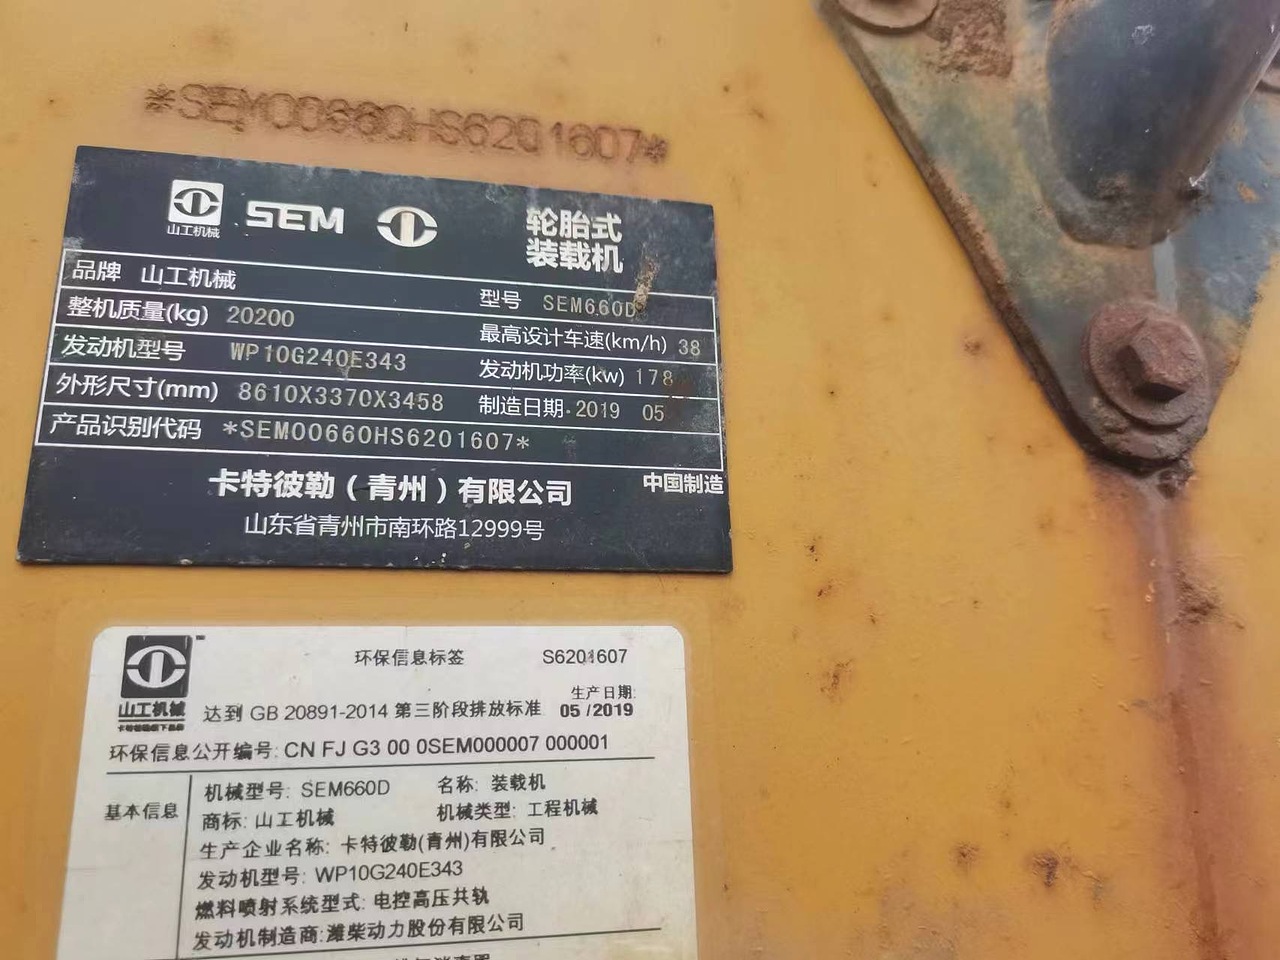 *SEM00660HS6201607*
山工机械
SEM
轮胎式
装载机
品牌 山工机械
型号 SEM660D
整机质量(kg) 20200
最高设计车速(km/h) 38
发动机型号 WP10G240E343
发动机功率(kw) 178
外形尺寸(mm) 8610X3370X3458
制造日期 2019 05
产品识别代码 *SEM00660HS6201607*
卡特彼勒（青州）有限公司
中国制造
山东省青州市南环路12999号
山工机械
环保信息标签
S6201607
生产日期:
达到 GB 20891-2014 第三阶段排放标准
05 /2019
环保信息公开编号: CN FJ G3 00 0SEM000007 000001
基本信息
机械型号: SEM660D
名称: 装载机
商标: 山工机械
机械类型: 工程机械
生产企业名称: 卡特彼勒(青州)有限公司
发动机型号: WP10G240E343
燃料喷射系统型式: 电控高压共轨
发动机制造商: 潍柴动力股份有限公司